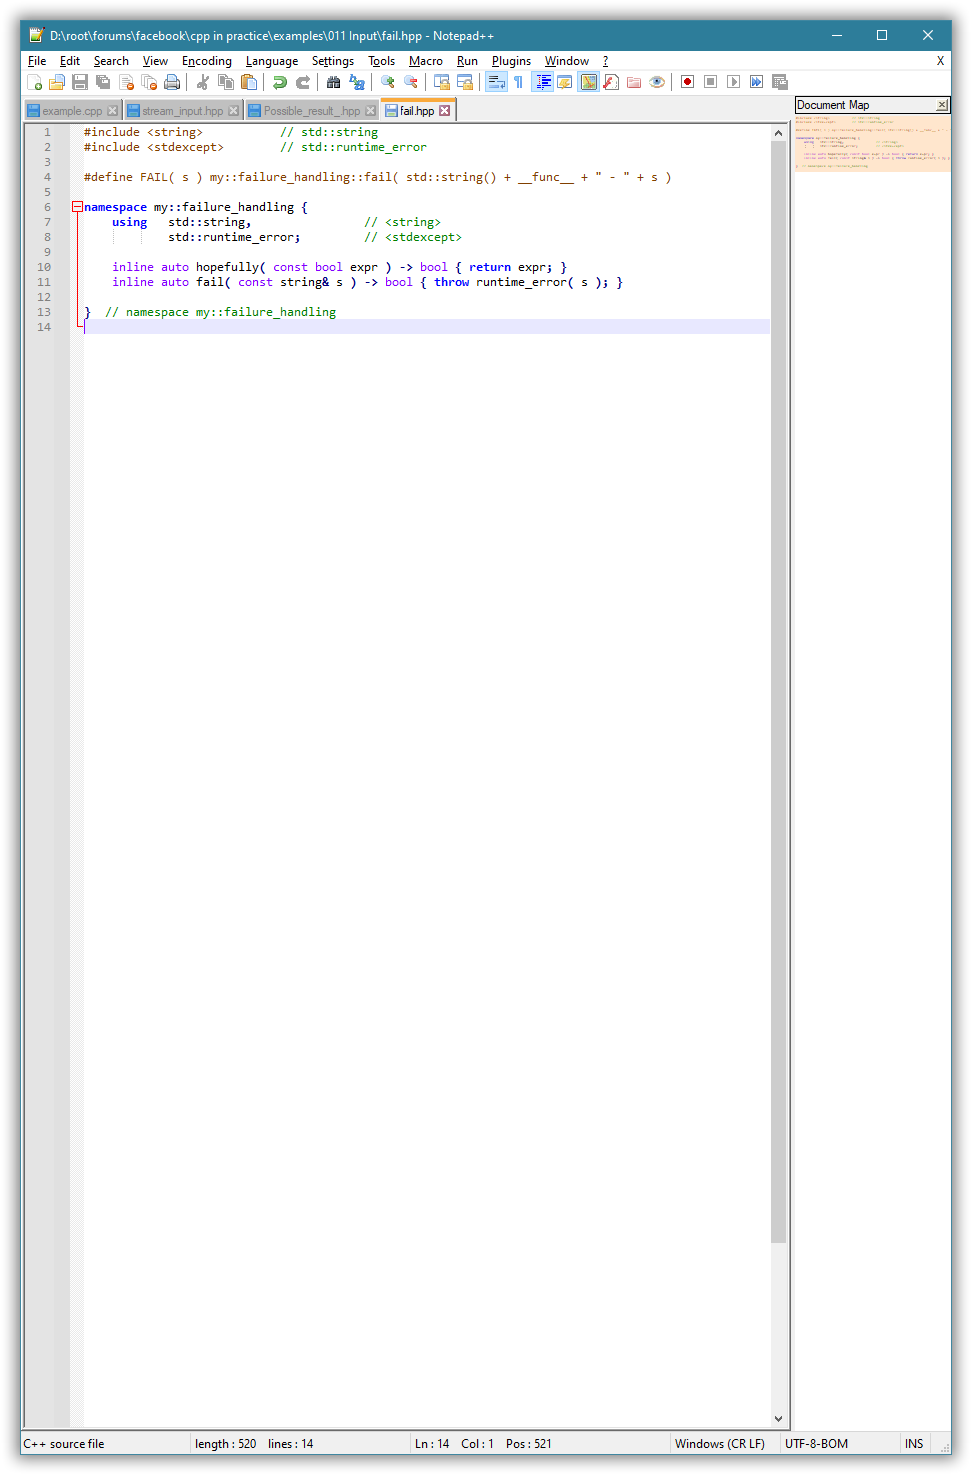 D:\root\forums\facebook\cpp in practice\examples\011 Input\fail.hpp - Notepad++
File Edit Search View Encoding Language Settings Tools Macro Run Plugins Window ? X
example.cpp stream_input.hpp Possible_result_.hpp fail.hpp
Document Map
1 #include <string> // std::string
2 #include <stdexcept> // std::runtime_error
3
4 #define FAIL( s ) my::failure_handling::fail( std::string() + __func__ + " - " + s )
5
6 namespace my::failure_handling {
7 using std::string, // <string>
8 std::runtime_error; // <stdexcept>
9
10 inline auto hopefully( const bool expr ) -> bool { return expr; }
11 inline auto fail( const string& s ) -> bool { throw runtime_error( s ); }
12
13 } // namespace my::failure_handling
14
C++ source file length : 520 lines : 14 Ln : 14 Col : 1 Pos : 521 Windows (CR LF) UTF-8-BOM INS